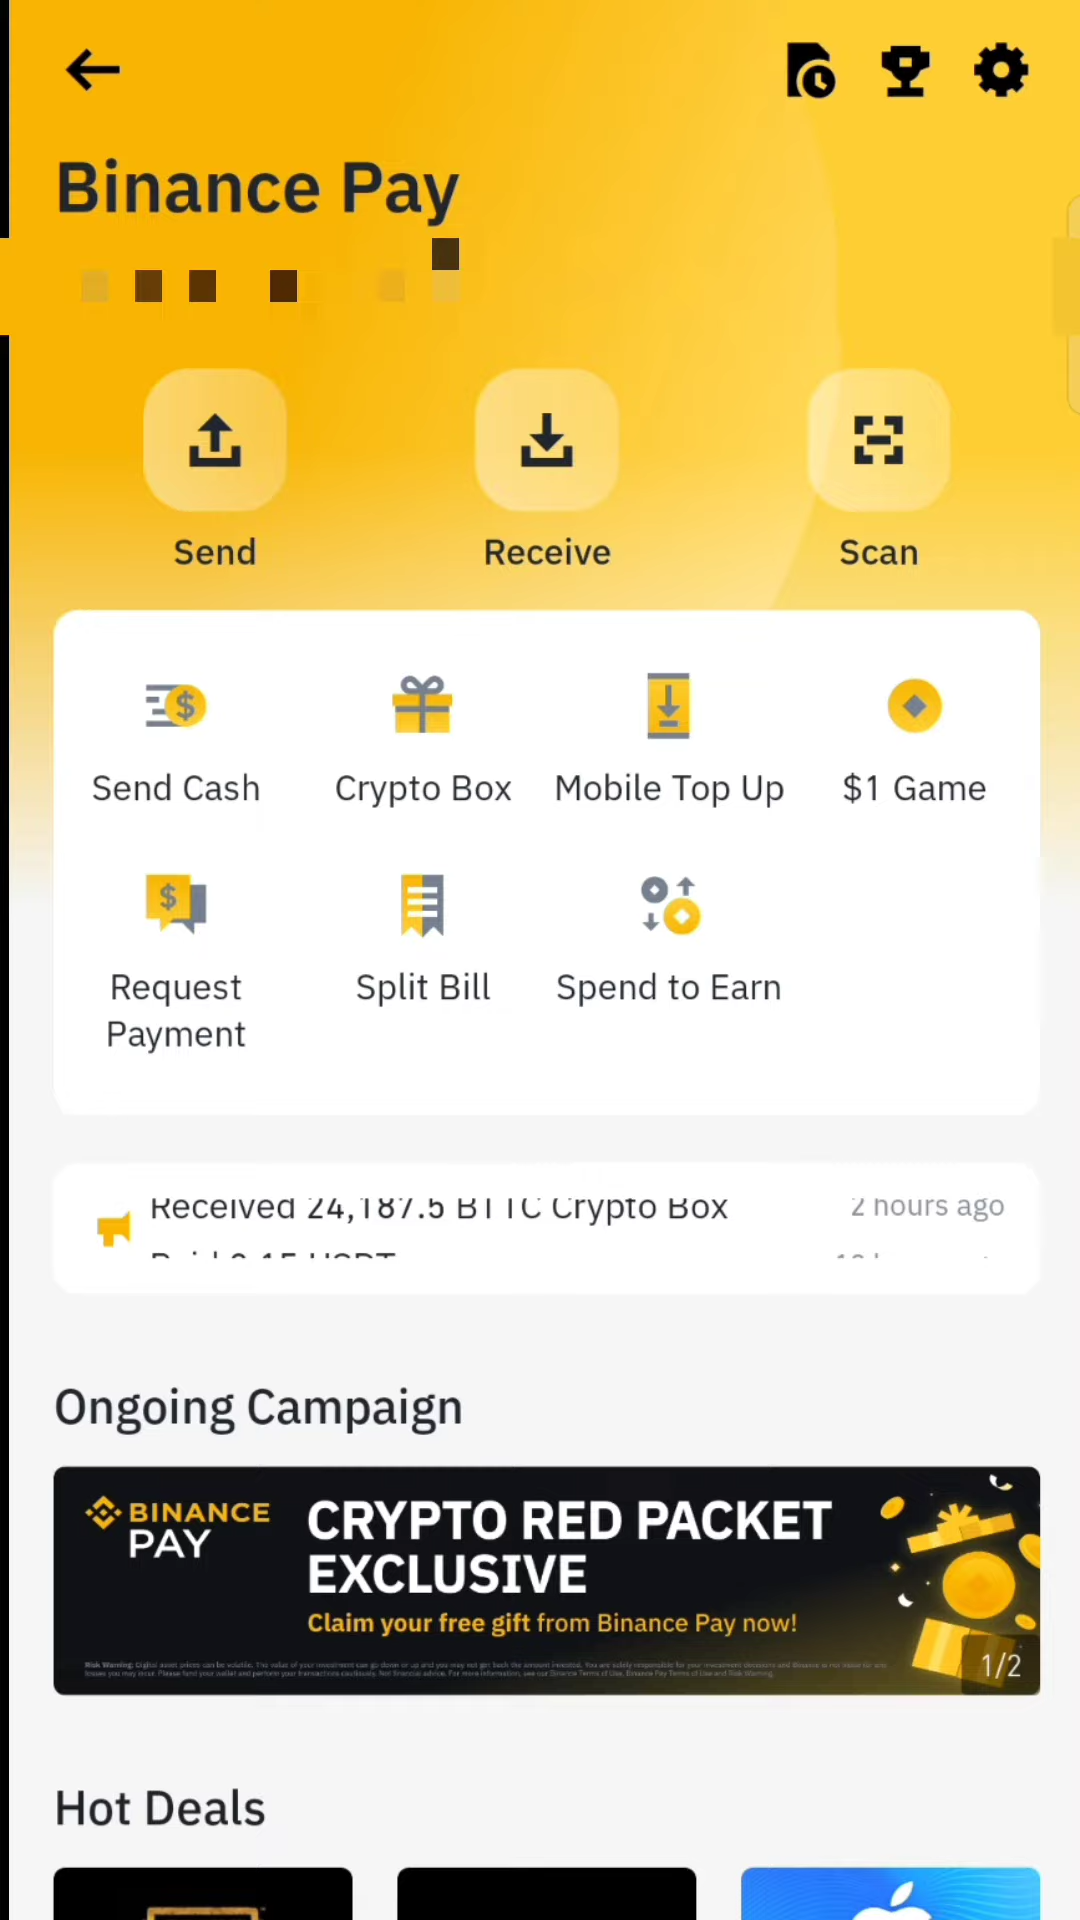 Binance Pay
Send
Receive
Scan
Send Cash
Crypto Box
Mobile Top Up
$1 Game
Request
Payment
Split Bill
Spend to Earn
Received 24,187.5 BTTC Crypto Box
2 hours ago
Ongoing Campaign
BINANCE
PAY
CRYPTO RED PACKET
EXCLUSIVE
Claim your free gift from Binance Pay now!
1/2
Hot Deals